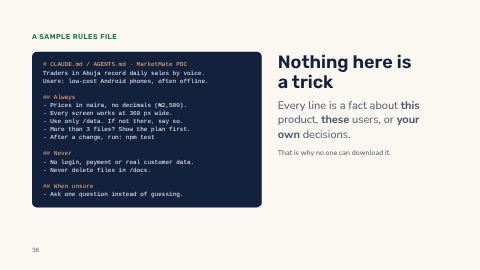 A SAMPLE RULES FILE
# CLAUDE.md / AGENTS.md - MarketMate POC
Traders in Abuja record daily sales by voice.
Users: low-cost Android phones, often offline.
## Always
- Prices in naira, no decimals (₦2,500).
- Every screen works at 360 px wide.
- Use only /data. If not there, say so.
- More than 3 files? Show the plan first.
- After a change, run: npm test
## Never
- No login, payment or real customer data.
- Never delete files in /docs.
## When unsure
- Ask one question instead of guessing.
Nothing here is
a trick
Every line is a fact about this
product, these users, or your
own decisions.
That is why no one can download it.
36